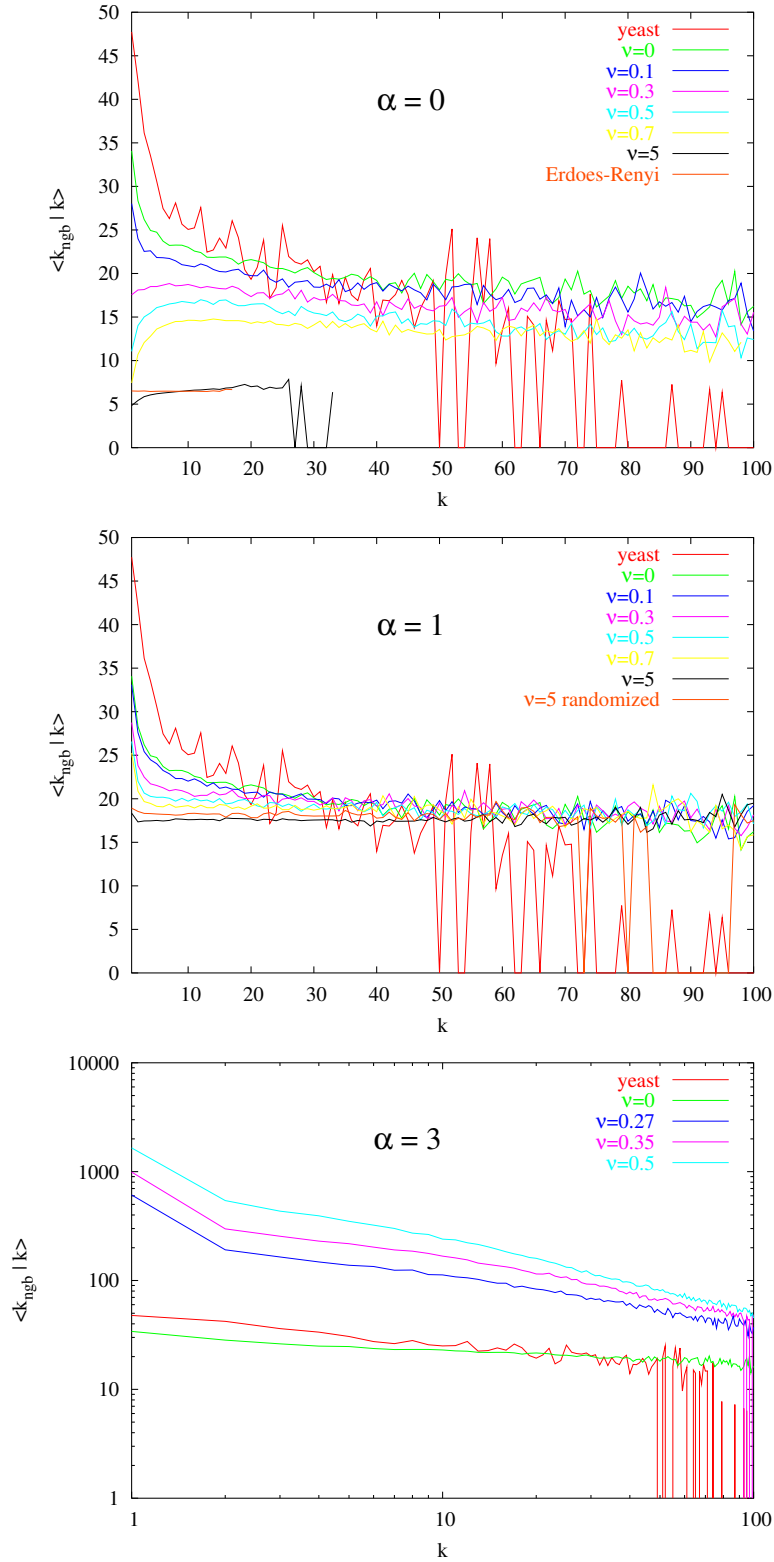 50
45
40
35
30
25
20
15
10
5
0
<k_ngb | k>
α = 0
yeast
ν=0
ν=0.1
ν=0.3
ν=0.5
ν=0.7
ν=5
Erdoes-Renyi
10 20 30 40 50 60 70 80 90 100
k
50
45
40
35
30
25
20
15
10
5
0
<k_ngb | k>
α = 1
yeast
ν=0
ν=0.1
ν=0.3
ν=0.5
ν=0.7
ν=5
ν=5 randomized
10 20 30 40 50 60 70 80 90 100
k
10000
1000
100
10
1
<k_ngb | k>
α = 3
yeast
ν=0
ν=0.27
ν=0.35
ν=0.5
1 10 100
k